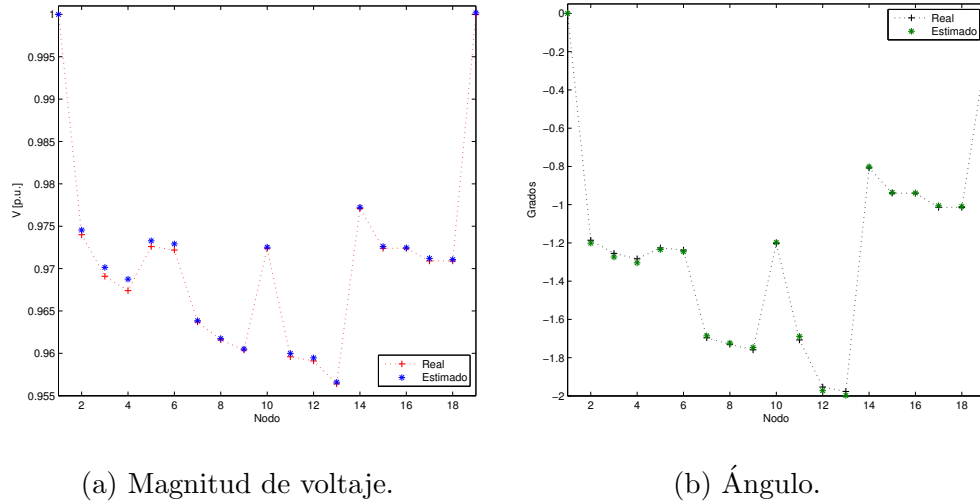 1
0.995
0.99
0.985
0.98
0.975
0.97
0.965
0.96
0.955
V [p.u.]
2 4 6 8 10 12 14 16 18
Nodo
Real
Estimado
(a) Magnitud de voltaje.
0
−0.2
−0.4
−0.6
−0.8
−1
−1.2
−1.4
−1.6
−1.8
−2
Grados
2 4 6 8 10 12 14 16 18
Nodo
Real
Estimado
(b) Ángulo.